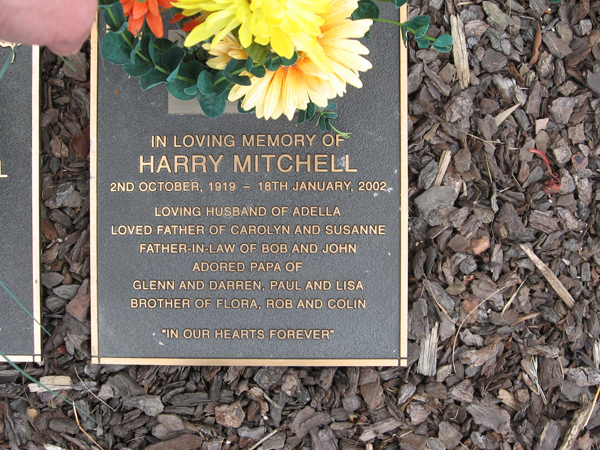 IN LOVING MEMORY OF
HARRY MITCHELL
2ND OCTOBER, 1919 – 18TH JANUARY, 2002
LOVING HUSBAND OF ADELLA
LOVED FATHER OF CAROLYN AND SUSANNE
FATHER-IN-LAW OF BOB AND JOHN
ADORED PAPA OF
GLENN AND DARREN, PAUL AND LISA
BROTHER OF FLORA, ROB AND COLIN
"IN OUR HEARTS FOREVER"